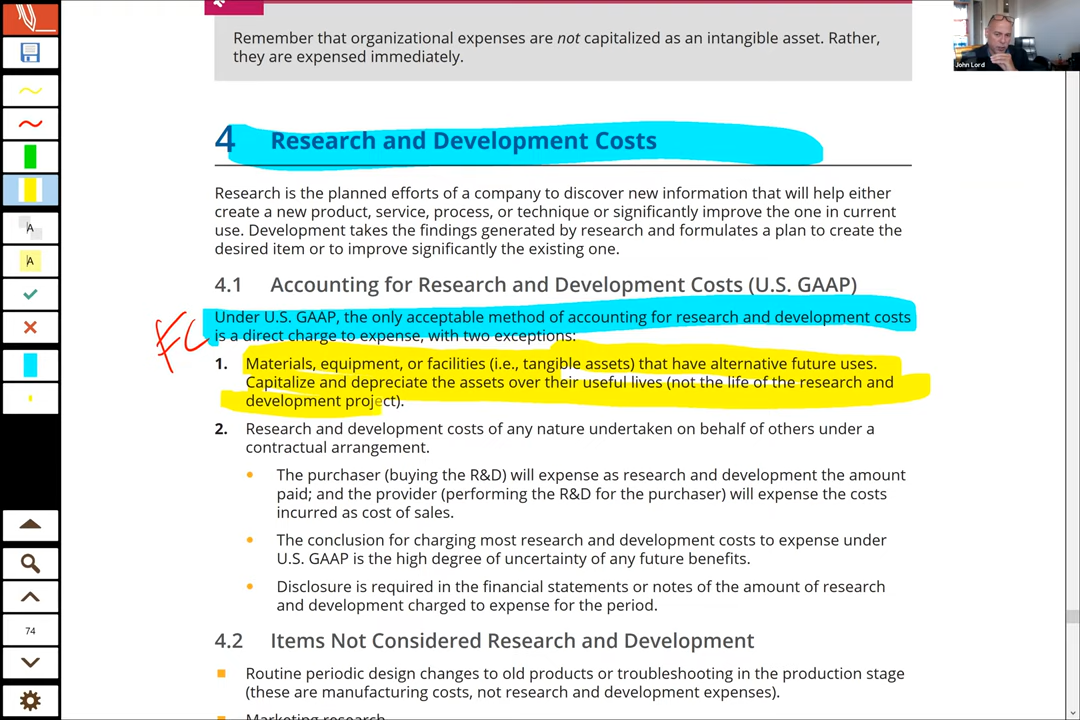 John Lord
Remember that organizational expenses are not capitalized as an intangible asset. Rather,
they are expensed immediately.
4 Research and Development Costs
Research is the planned efforts of a company to discover new information that will help either
create a new product, service, process, or technique or significantly improve the one in current
use. Development takes the findings generated by research and formulates a plan to create the
desired item or to improve significantly the existing one.
4.1 Accounting for Research and Development Costs (U.S. GAAP)
FC
Under U.S. GAAP, the only acceptable method of accounting for research and development costs
is a direct charge to expense, with two exceptions:
1. Materials, equipment, or facilities (i.e., tangible assets) that have alternative future uses.
Capitalize and depreciate the assets over their useful lives (not the life of the research and
development project).
2. Research and development costs of any nature undertaken on behalf of others under a
contractual arrangement.
• The purchaser (buying the R&D) will expense as research and development the amount
paid; and the provider (performing the R&D for the purchaser) will expense the costs
incurred as cost of sales.
• The conclusion for charging most research and development costs to expense under
U.S. GAAP is the high degree of uncertainty of any future benefits.
• Disclosure is required in the financial statements or notes of the amount of research
and development charged to expense for the period.
4.2 Items Not Considered Research and Development
■ Routine periodic design changes to old products or troubleshooting in the production stage
(these are manufacturing costs, not research and development expenses).
■ Marketing research
A
A
74